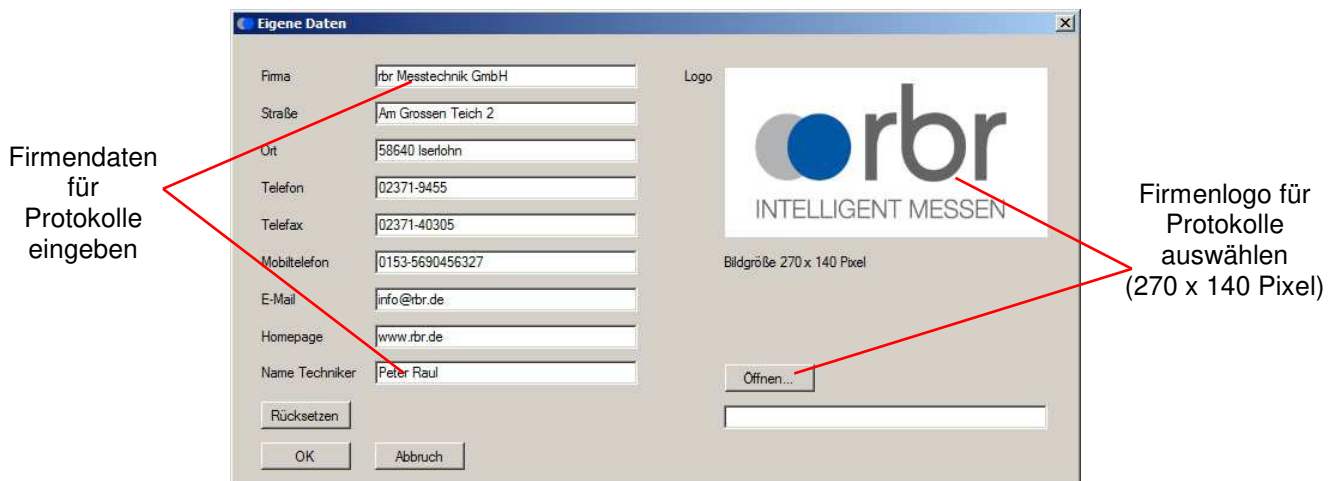 Eigene Daten
Firma rbr Messtechnik GmbH
Straße Am Grossen Teich 2
Ort 58640 Iserlohn
Telefon 02371-9455
Telefax 02371-40305
Mobiltelefon 0153-5690456327
E-Mail info@rbr.de
Homepage www.rbr.de
Name Techniker Peter Raul
Rücksetzen
OK Abbruch
Logo
rbr
INTELLIGENT MESSEN
Bildgröße 270 x 140 Pixel
Öffnen...
Firmendaten
für
Protokolle
eingeben
Firmenlogo für
Protokolle
auswählen
(270 x 140 Pixel)